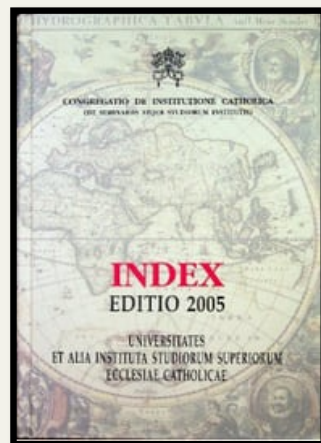 HYDROGRAPHICA TABULA
CONGREGATIO DE INSTITUTIONE CATHOLICA
(DE SEMINARIIS ATQUE STUDIORUM INSTITUTIS)
INDEX
EDITIO 2005
UNIVERSITATES
ET ALIA INSTITUTA STUDIORUM SUPERIORUM
ECCLESIAE CATHOLICAE